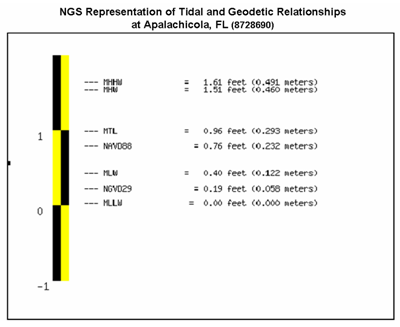 NGS Representation of Tidal and Geodetic Relationships
at Apalachicola, FL (8728690)
--- MHHW = 1.61 feet (0.491 meters)
--- MHW = 1.51 feet (0.460 meters)
1 --- MTL = 0.96 feet (0.293 meters)
--- NAVD88 = 0.76 feet (0.232 meters)
--- MLW = 0.40 feet (0.122 meters)
--- NGVD29 = 0.19 feet (0.058 meters)
0 --- MLLW = 0.00 feet (0.000 meters)
-1